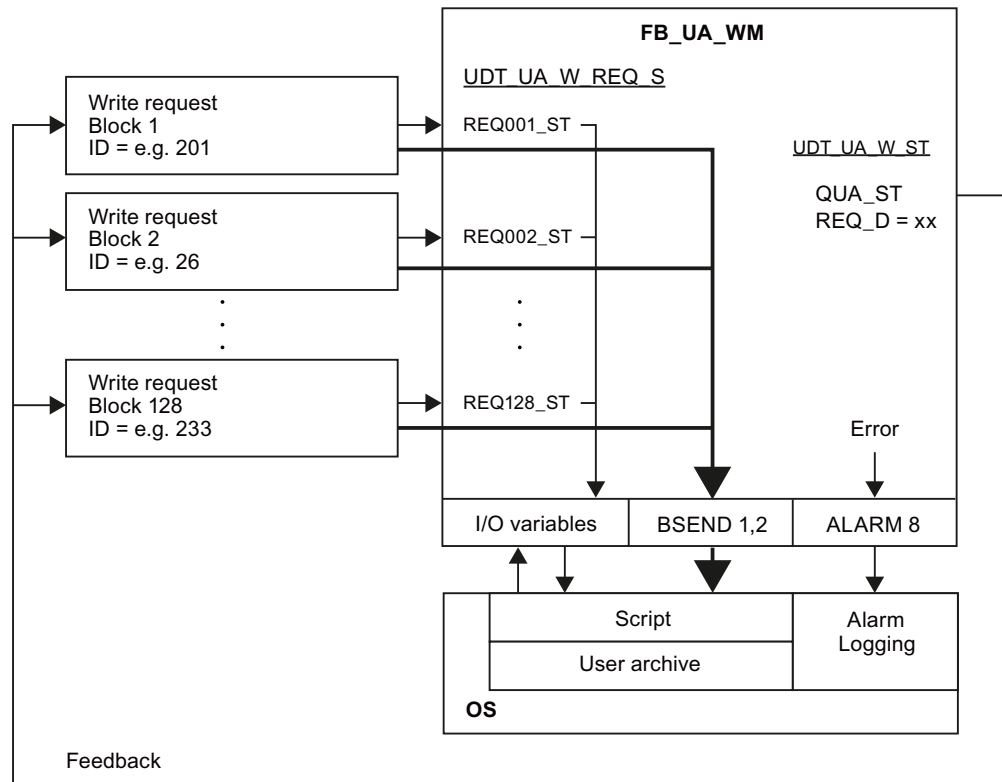 FB_UA_WM
UDT_UA_W_REQ_S
Write request
Block 1
ID = e.g. 201
REQ001_ST
UDT_UA_W_ST
QUA_ST
REQ_D = xx
Write request
Block 2
ID = e.g. 26
REQ002_ST
Write request
Block 128
ID = e.g. 233
REQ128_ST
Error
I/O variables
BSEND 1,2
ALARM 8
Script
User archive
Alarm
Logging
OS
Feedback